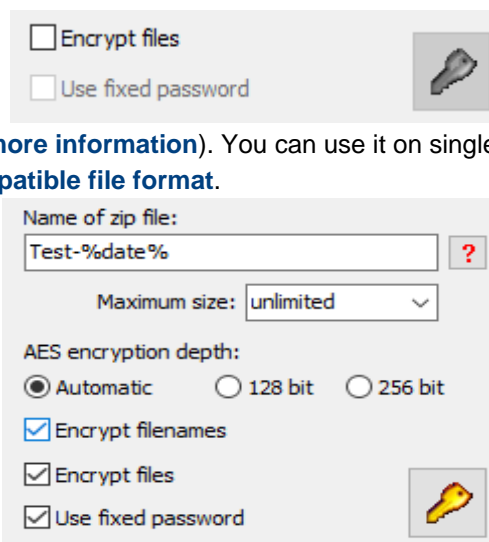 Encrypt files
Use fixed password
more information). You can use it on single
patible file format.
Name of zip file:
Test-%date%
?
Maximum size: unlimited
AES encryption depth:
Automatic 128 bit 256 bit
Encrypt filenames
Encrypt files
Use fixed password